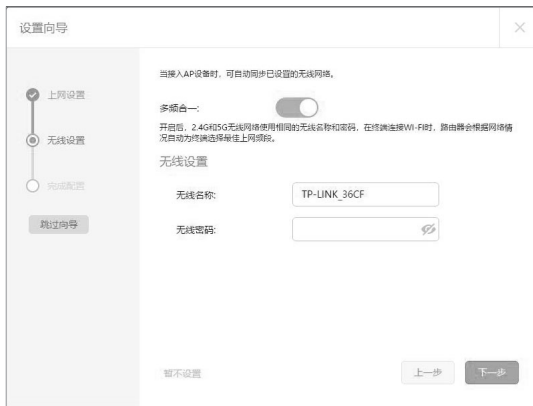 设置向导
上网设置
无线设置
完成配置
跳过向导
当接入AP设备时，可自动同步已设置的无线网络。
多频合一:
开启后，2.4G和5G无线网络使用相同的无线名称和密码，在终端连接WI-FI时，路由器会根据网络情
况自动为终端选择最佳上网频段。
无线设置
无线名称:
TP-LINK_36CF
无线密码:
暂不设置
上一步
下一步